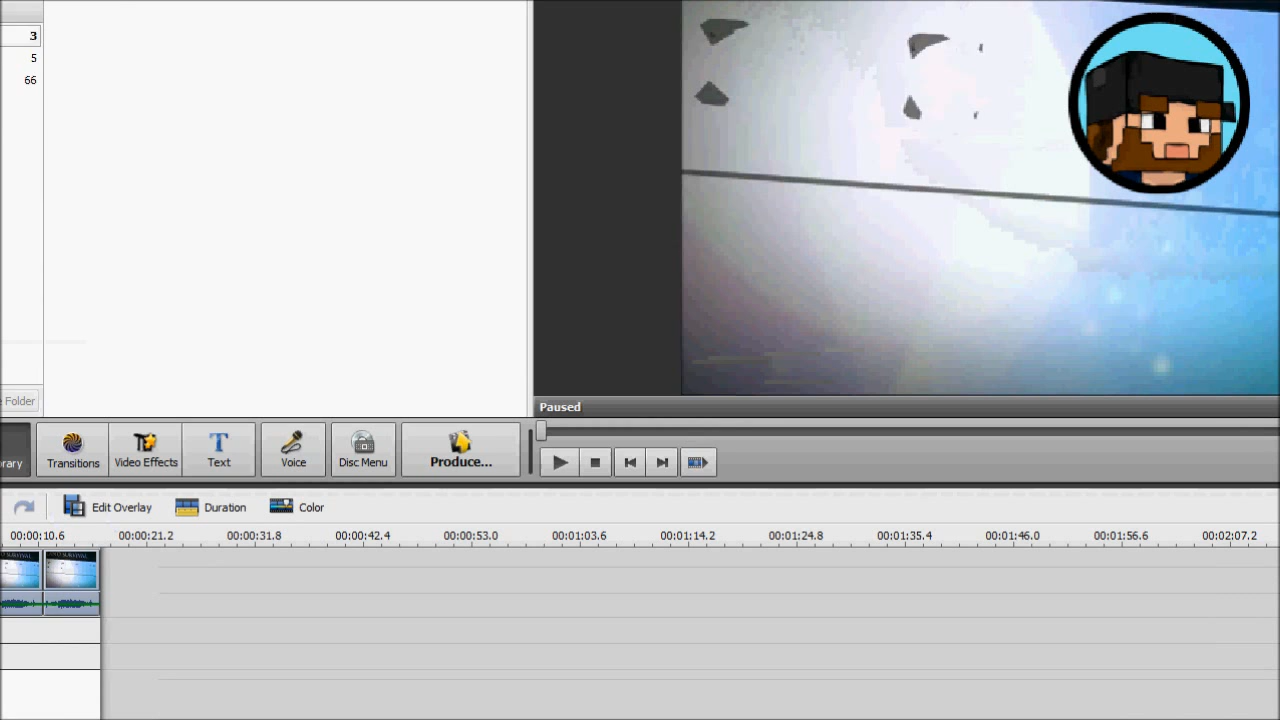 3
5
66
e Folder
Paused
rary
Transitions
Video Effects
Text
Voice
Disc Menu
Produce...
Edit Overlay
Duration
Color
00:00:10.6 00:00:21.2 00:00:31.8 00:00:42.4 00:00:53.0 00:01:03.6 00:01:14.2 00:01:24.8 00:01:35.4 00:01:46.0 00:01:56.6 00:02:07.2